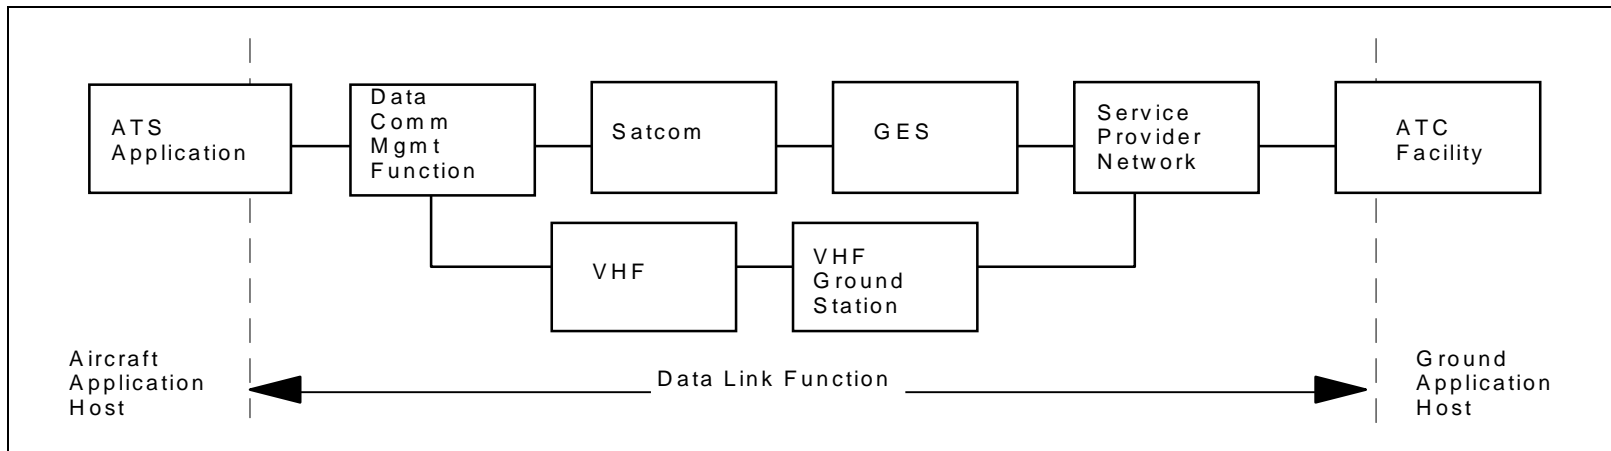 ATS
Application
Data
Comm
Mgmt
Function
Satcom
GES
Service
Provider
Network
ATC
Facility
VHF
VHF
Ground
Station
Aircraft
Application
Host
Data Link Function
Ground
Application
Host